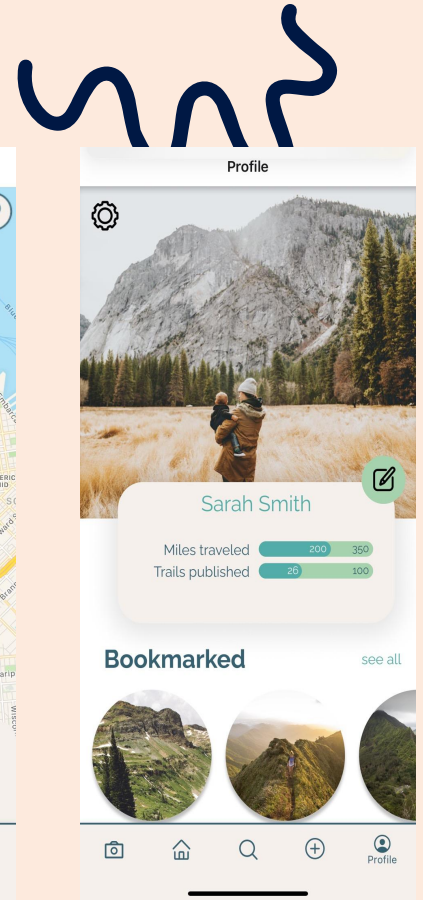 Profile
Sarah Smith
Miles traveled 200 350
Trails published 26 100
Bookmarked see all
Profile